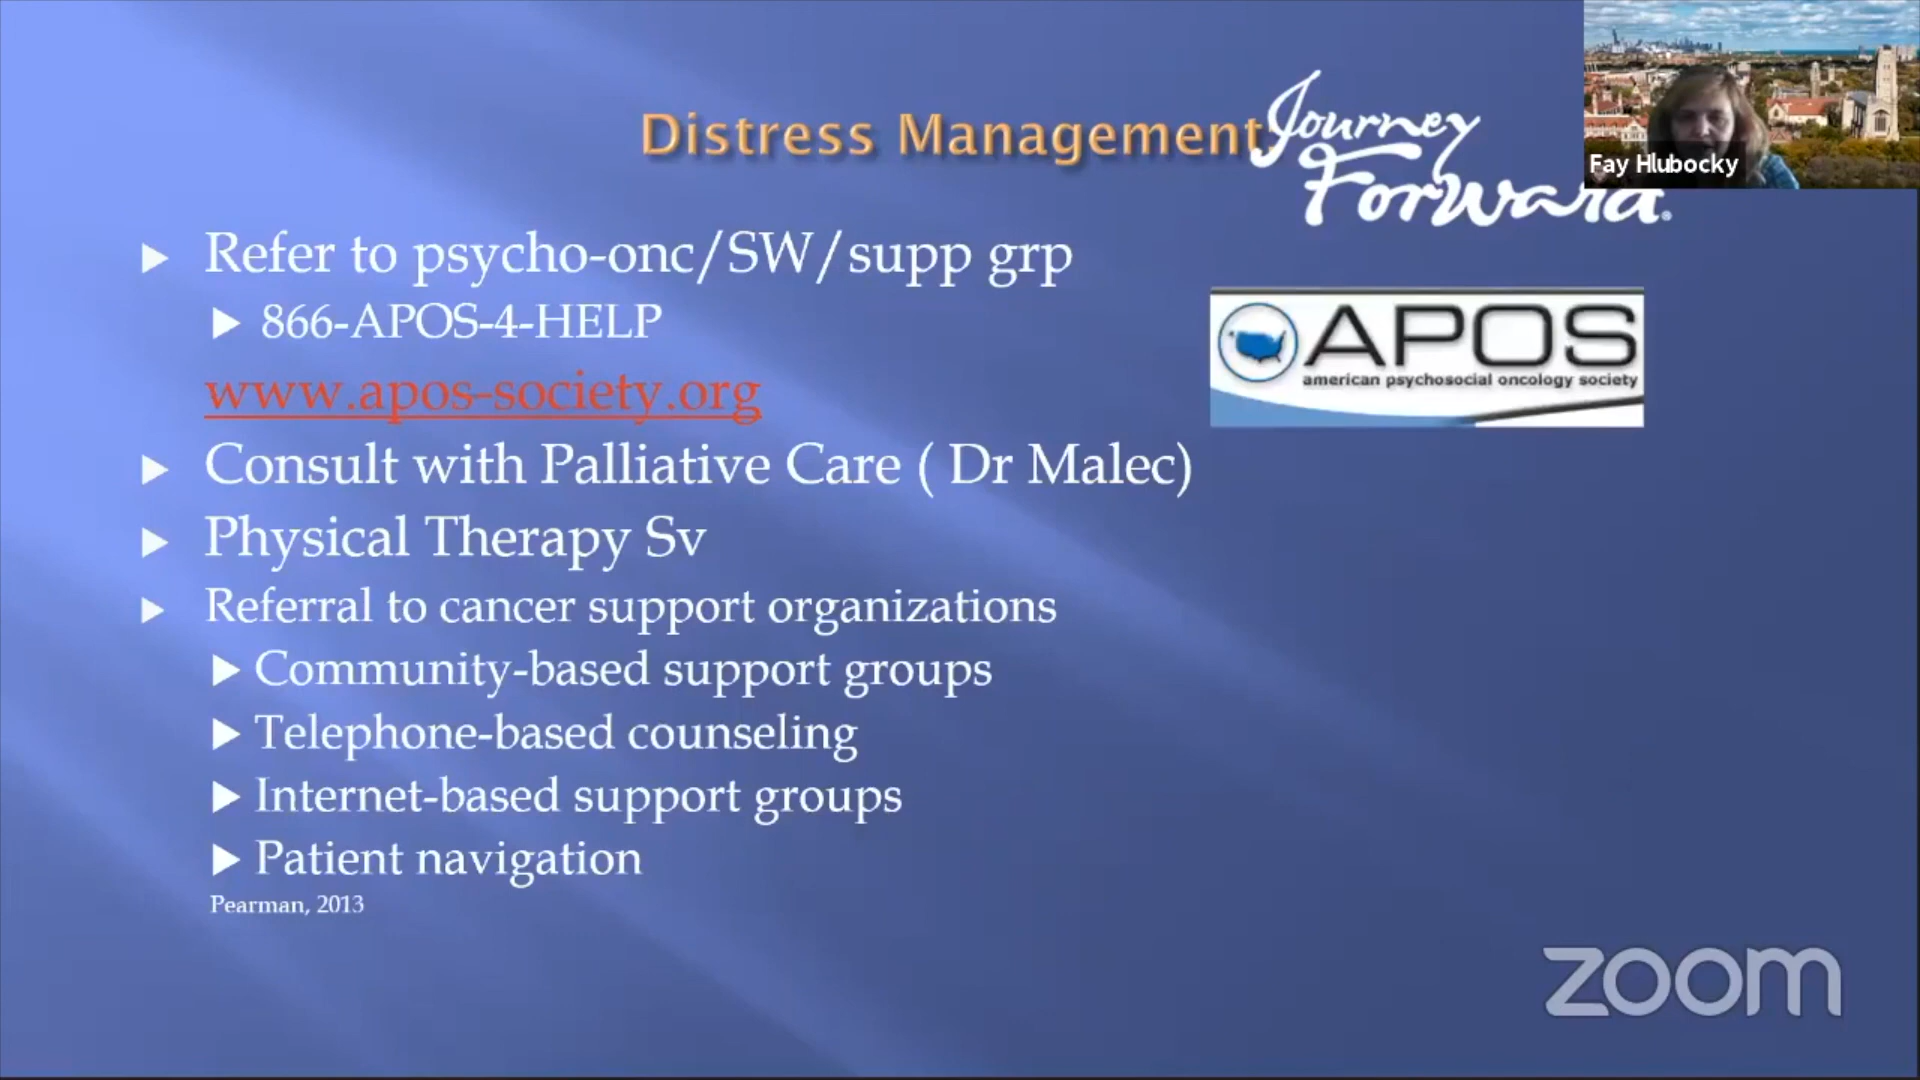 Distress Management:
Journey
Forward®
Fay Hlubocky
Refer to psycho-onc/SW/supp grp
866-APOS-4-HELP
www.apos-society.org
APOS
american psychosocial oncology society
Consult with Palliative Care ( Dr Malec)
Physical Therapy Sv
Referral to cancer support organizations
Community-based support groups
Telephone-based counseling
Internet-based support groups
Patient navigation
Pearman, 2013
zoom